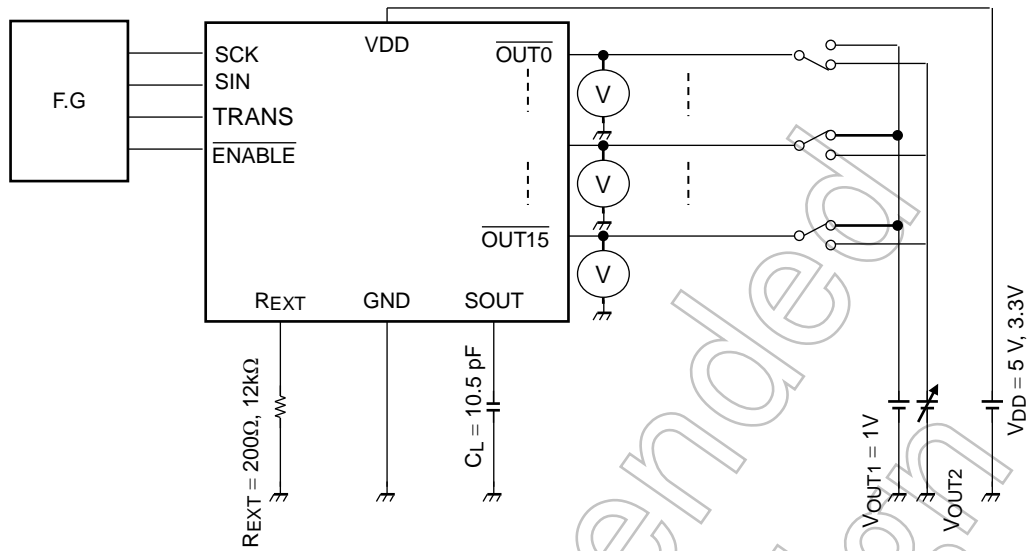 F.G
SCK
SIN
TRANS
ENABLE
VDD
OUT0
OUT15
REXT
GND
SOUT
V
V
V
REXT = 200Ω, 12kΩ
CL = 10.5 pF
VOUT1 = 1V
VOUT2
VDD = 5 V, 3.3V
ended